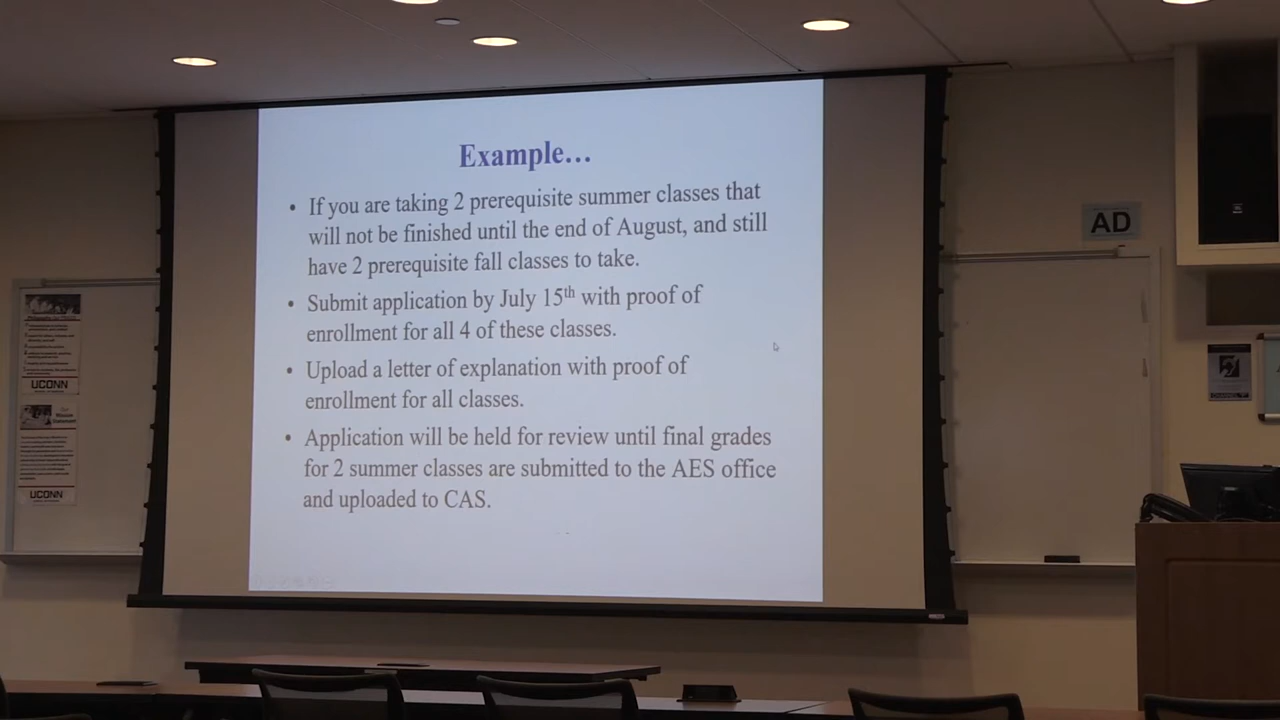 Example...
• If you are taking 2 prerequisite summer classes that
will not be finished until the end of August, and still
have 2 prerequisite fall classes to take.
• Submit application by July 15th with proof of
enrollment for all 4 of these classes.
• Upload a letter of explanation with proof of
enrollment for all classes.
• Application will be held for review until final grades
for 2 summer classes are submitted to the AES office
and uploaded to CAS.
AD
UCONN
Mission
Statement
UCONN